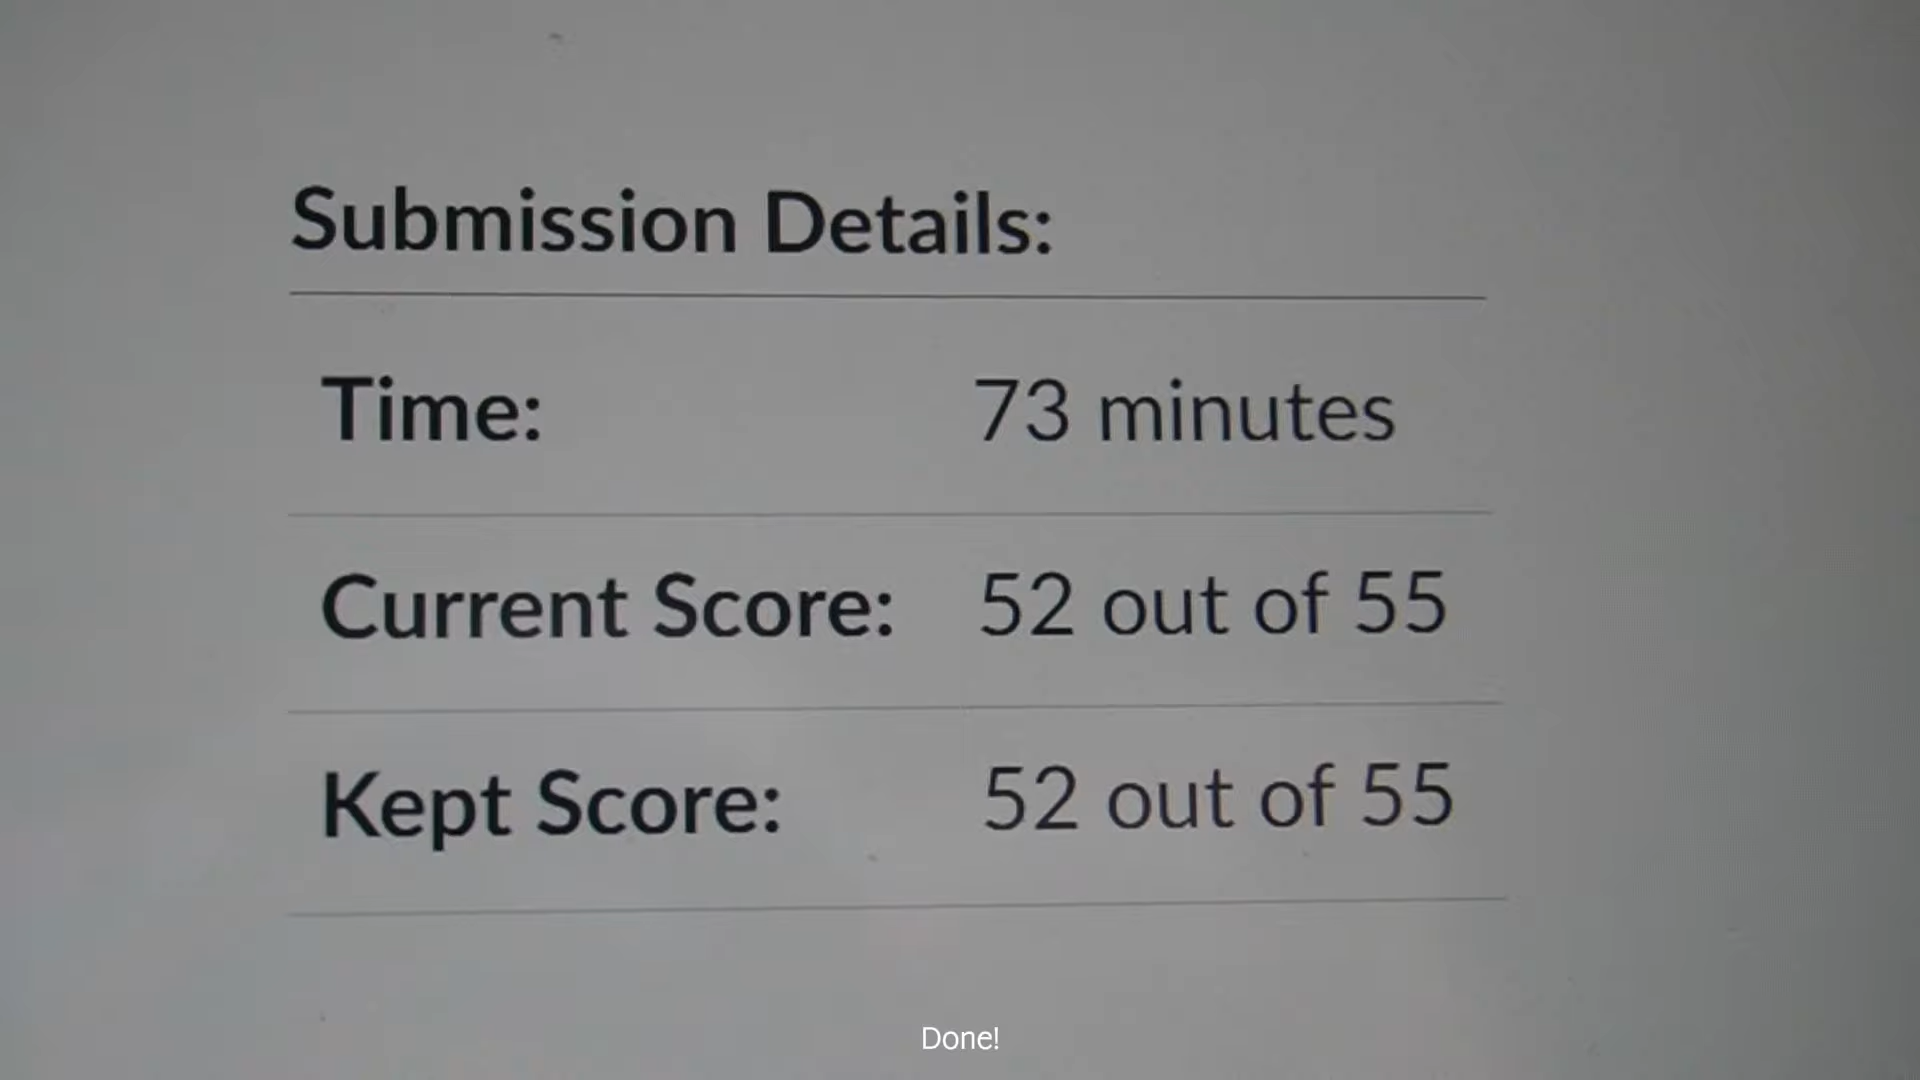 Submission Details:
Time: 73 minutes
Current Score: 52 out of 55
Kept Score: 52 out of 55
Done!